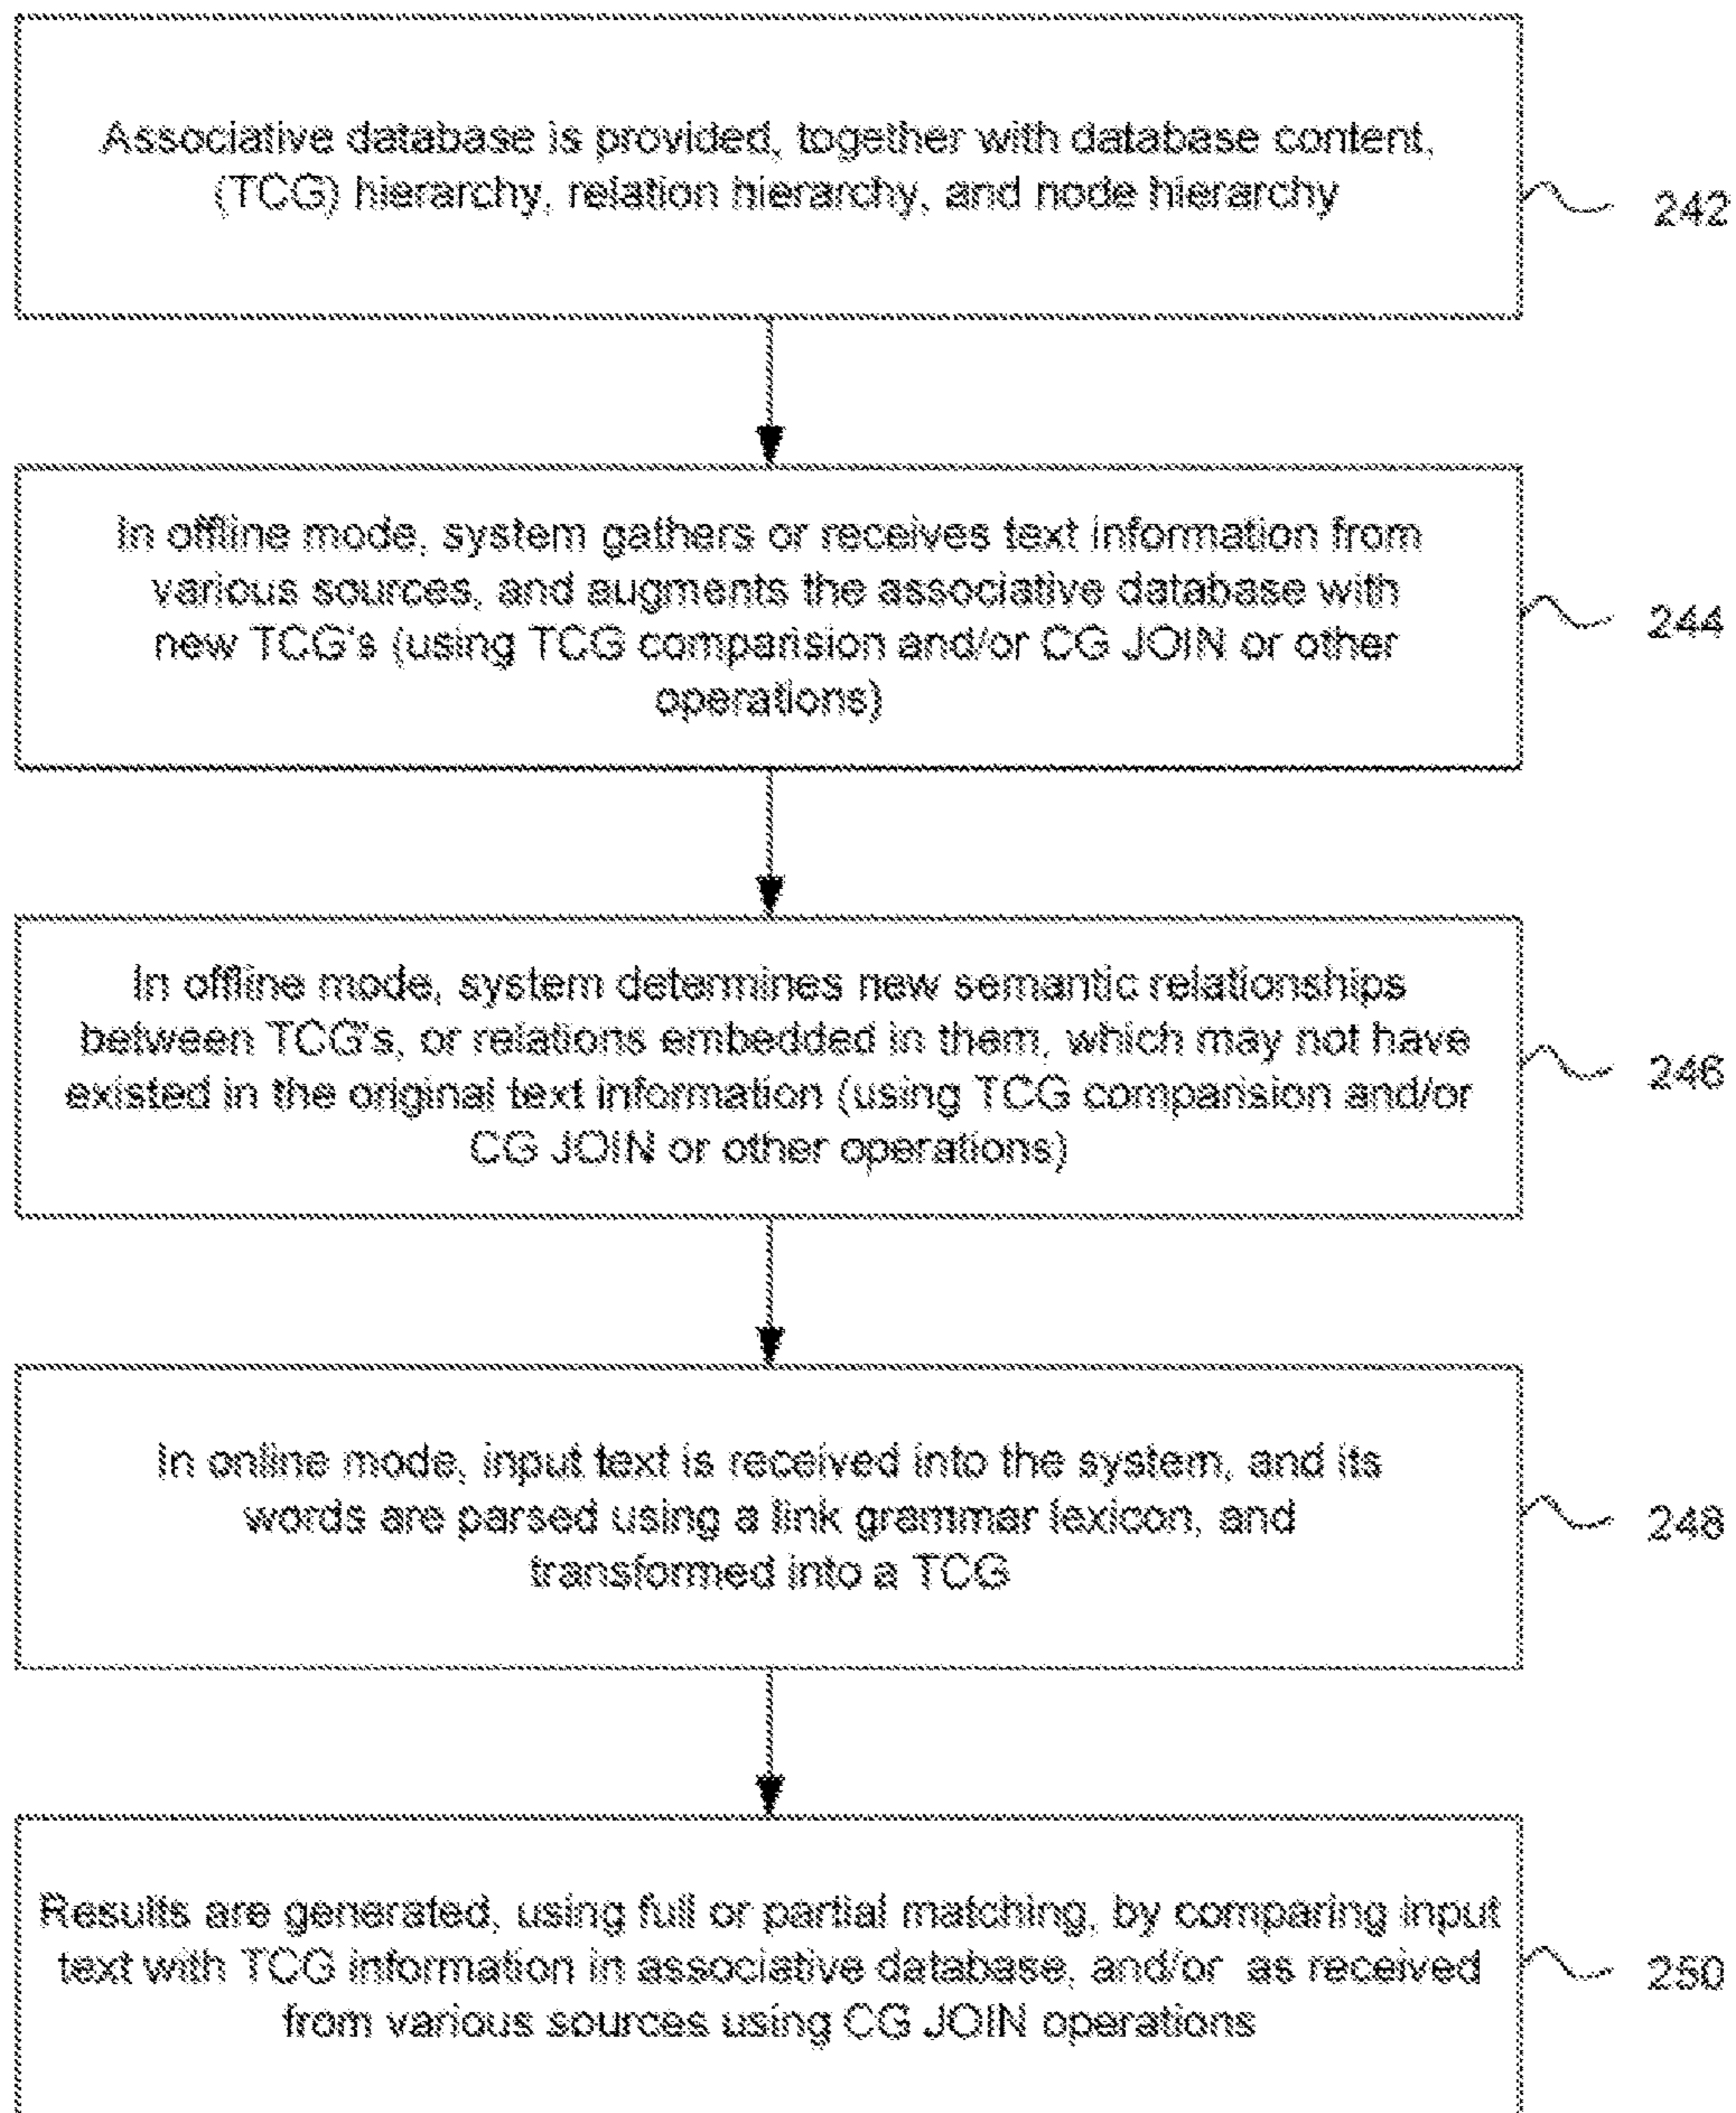 Associative database is provided, together with database content,
(TCG) hierarchy, relation hierarchy, and node hierarchy
242
In offline mode, system gathers or receives text information from
various sources, and augments the associative database with
new TCG's (using TCG comparision and/or CG JOIN or other
operations)
244
In offline mode, system determines new semantic relationships
between TCG's, or relations embedded in them, which may not have
existed in the original text information (using TCG comparision and/or
CG JOIN or other operations)
246
In online mode, input text is received into the system, and its
words are parsed using a link grammar lexicon, and
transformed into a TCG
248
Results are generated, using full or partial matching, by comparing input
text with TCG information in associative database, and/or as received
from various sources using CG JOIN operations
250